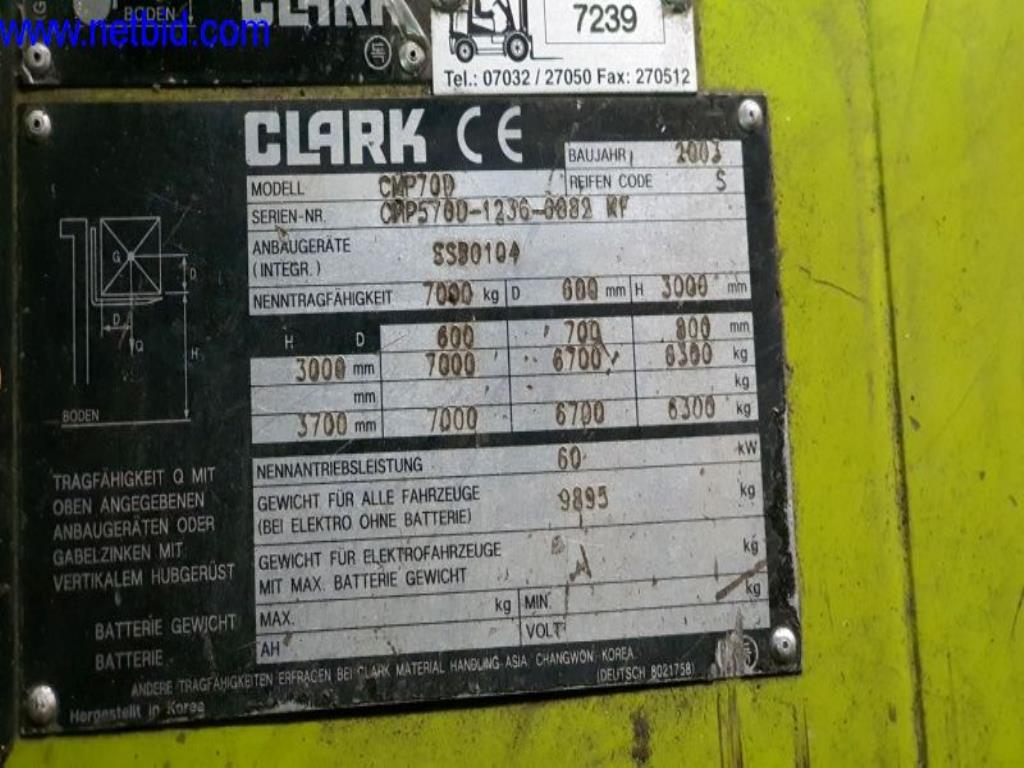 www.netbid.com
BODEN
CLARK
7239
Tel.: 07032 / 27050 Fax: 270512
CLARK CE
BAUJAHR 2003
MODELL CMP70D REIFEN CODE S
SERIEN-NR. CMP570D-1236-0082 KF
ANBAUGERÄTE
(INTEGR.) SSB0104
NENNTRAGFÄHIGKEIT 7000 kg D 600 mm H 3000 mm
H D 600 700 800 mm
3000 mm 7000 6700 6300 kg
mm kg
3700 mm 7000 6700 6300 kg
G
D
D
Q
H
BODEN
TRAGFÄHIGKEIT Q MIT
OBEN ANGEGEBENEN
ANBAUGERÄTEN ODER
GABELZINKEN MIT
VERTIKALEM HUBGERÜST
NENNANTRIEBSLEISTUNG 60 kW
GEWICHT FÜR ALLE FAHRZEUGE
(BEI ELEKTRO OHNE BATTERIE) 9895 kg
GEWICHT FÜR ELEKTROFAHRZEUGE
MIT MAX. BATTERIE GEWICHT kg
BATTERIE GEWICHT MAX. kg MIN. kg
BATTERIE AH VOLT
ANDERE TRAGFÄHIGKEITEN ERFRAGEN BEI CLARK MATERIAL HANDLING ASIA, CHANGWON, KOREA.
Hergestellt in Korea (DEUTSCH 8021758)